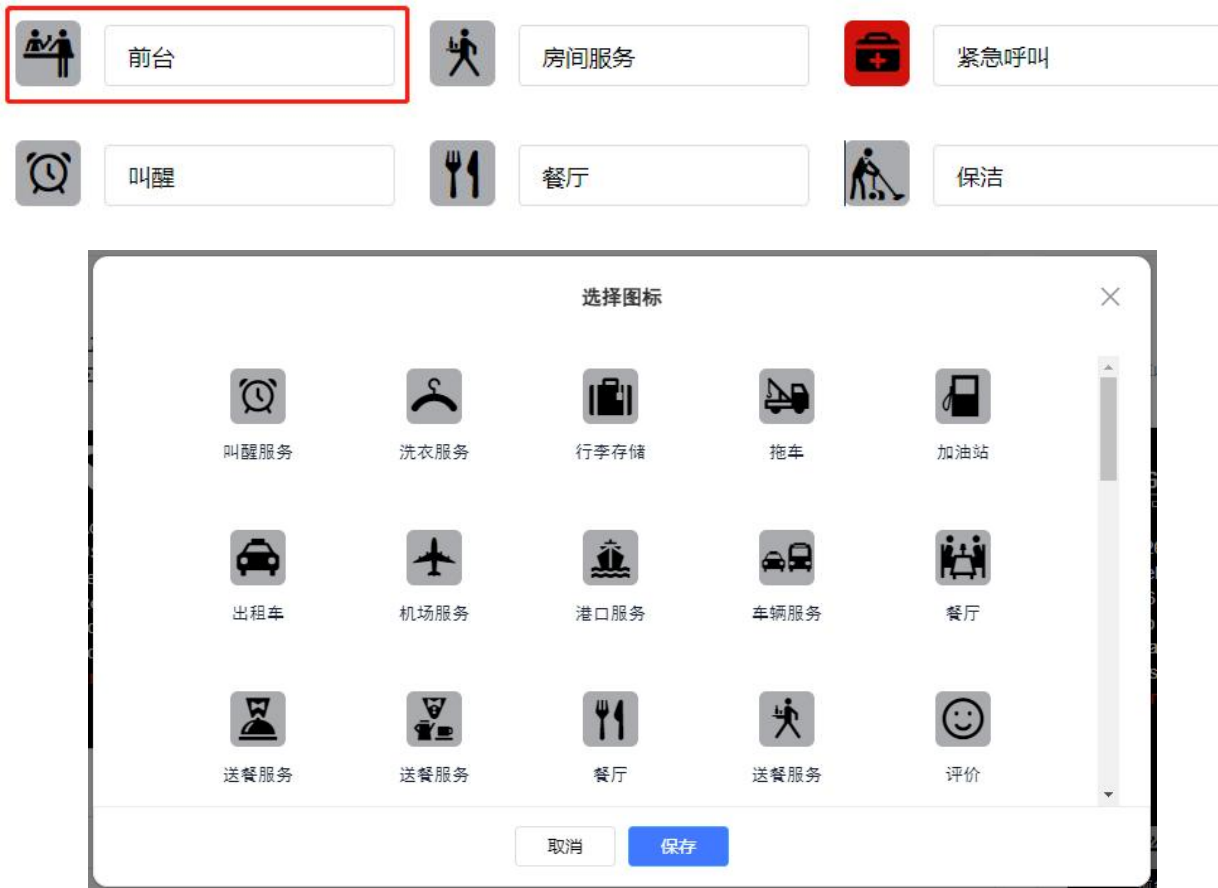 前台
房间服务
紧急呼叫
叫醒
餐厅
保洁
选择图标
叫醒服务
洗衣服务
行李存储
拖车
加油站
出租车
机场服务
港口服务
车辆服务
餐厅
送餐服务
送餐服务
餐厅
送餐服务
评价
取消
保存